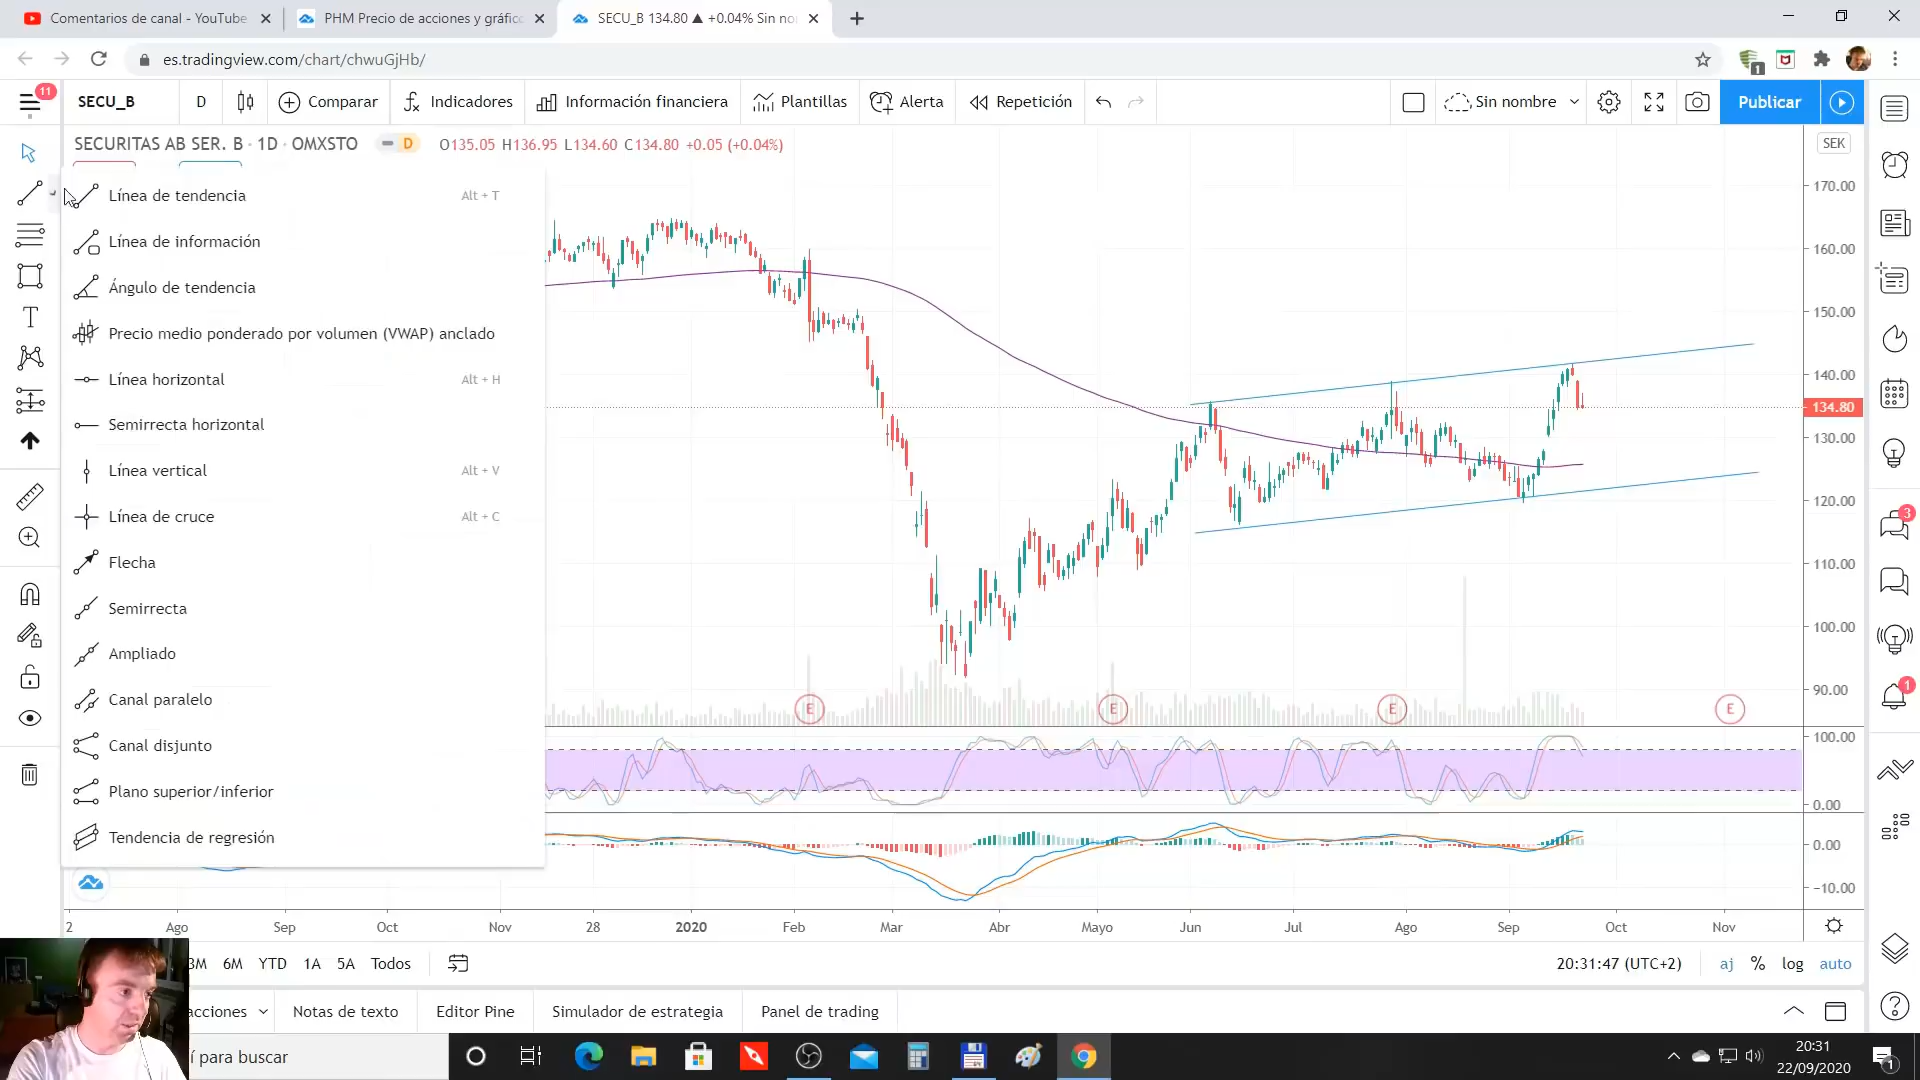 Comentarios de canal - YouTube
PHM Precio de acciones y gráfic
SECU_B 134.80 ▲ +0.04% Sin no
es.tradingview.com/chart/chwuGjHb/
1
11
SECU_B
D
Comparar
Indicadores
Información financiera
Plantillas
Alerta
Repetición
Sin nombre
Publicar
SECURITAS AB SER. B · 1D · OMXSTO
D
O135.05 H136.95 L134.60 C134.80 +0.05 (+0.04%)
SEK
Línea de tendencia Alt + T
Línea de información
Ángulo de tendencia
Precio medio ponderado por volumen (VWAP) anclado
Línea horizontal Alt + H
Semirrecta horizontal
Línea vertical Alt + V
Línea de cruce Alt + C
Flecha
Semirrecta
Ampliado
Canal paralelo
Canal disjunto
Plano superior/inferior
Tendencia de regresión
170.00
160.00
150.00
140.00
134.80
130.00
120.00
110.00
100.00
90.00
100.00
0.00
0.00
−10.00
E
E
E
E
3
1
2 Ago Sep Oct Nov 28 2020 Feb Mar Abr Mayo Jun Jul Ago Sep Oct Nov
3M 6M YTD 1A 5A Todos
20:31:47 (UTC+2) aj % log auto
acciones
Notas de texto
Editor Pine
Simulador de estrategia
Panel de trading
í para buscar
20:31
22/09/2020
1